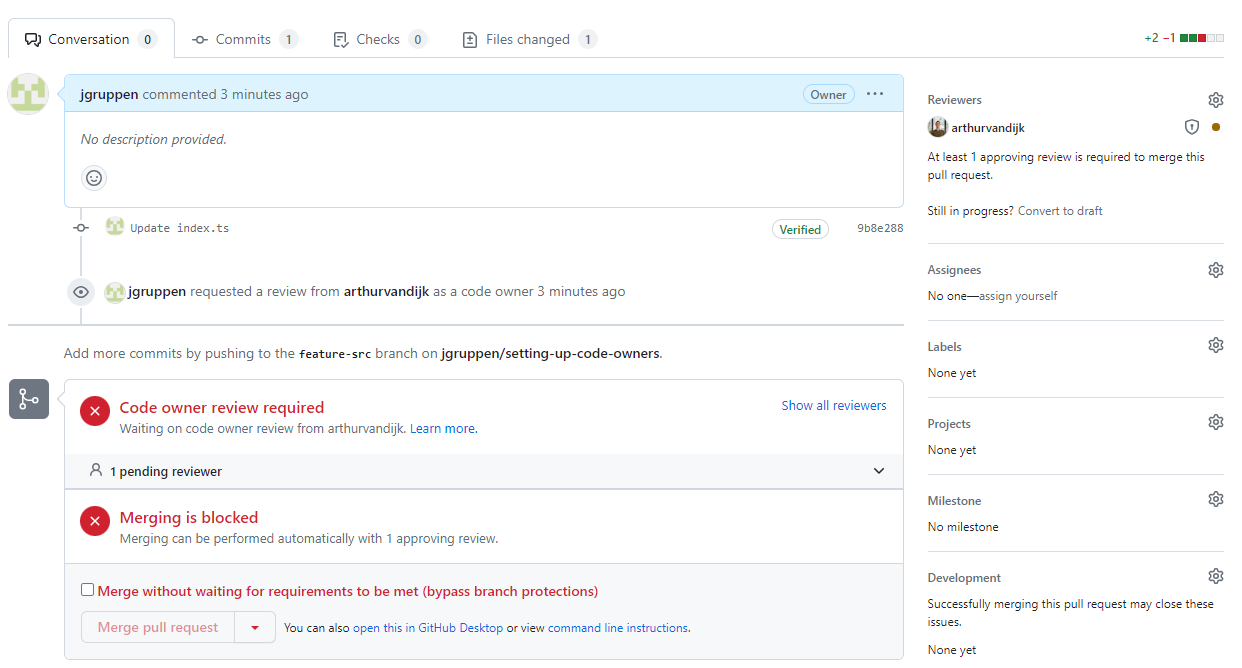 Conversation 0 Commits 1 Checks 0 Files changed 1 +2 −1
jgruppen commented 3 minutes ago Owner
No description provided.
Update index.ts Verified 9b8e288
jgruppen requested a review from arthurvandijk as a code owner 3 minutes ago
Add more commits by pushing to the feature-src branch on jgruppen/setting-up-code-owners.
Code owner review required Show all reviewers
Waiting on code owner review from arthurvandijk. Learn more.
1 pending reviewer
Merging is blocked
Merging can be performed automatically with 1 approving review.
Merge without waiting for requirements to be met (bypass branch protections)
Merge pull request You can also open this in GitHub Desktop or view command line instructions.
Reviewers
arthurvandijk
At least 1 approving review is required to merge this
pull request.
Still in progress? Convert to draft
Assignees
No one—assign yourself
Labels
None yet
Projects
None yet
Milestone
No milestone
Development
Successfully merging this pull request may close these
issues.
None yet